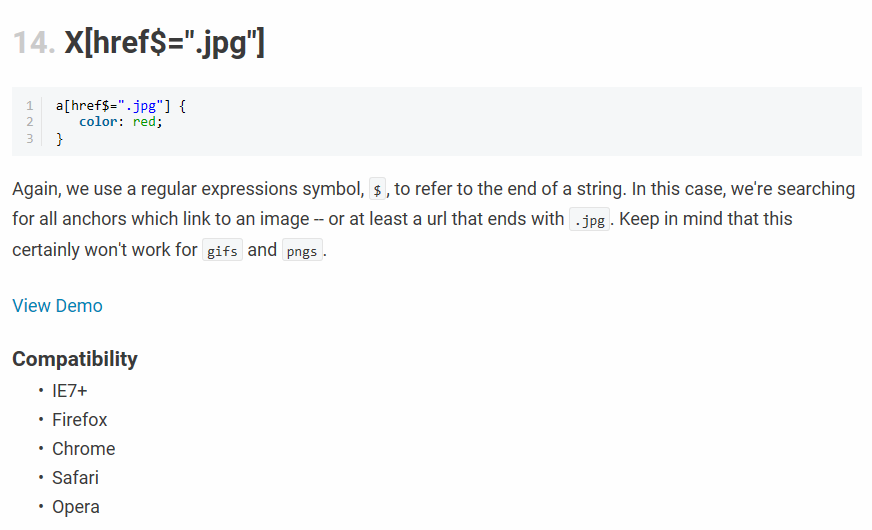 14. X[href$=".jpg"]
1 a[href$=".jpg"] {
2 color: red;
3 }
Again, we use a regular expressions symbol, $, to refer to the end of a string. In this case, we're searching
for all anchors which link to an image -- or at least a url that ends with .jpg. Keep in mind that this
certainly won't work for gifs and pngs.
View Demo
Compatibility
• IE7+
• Firefox
• Chrome
• Safari
• Opera